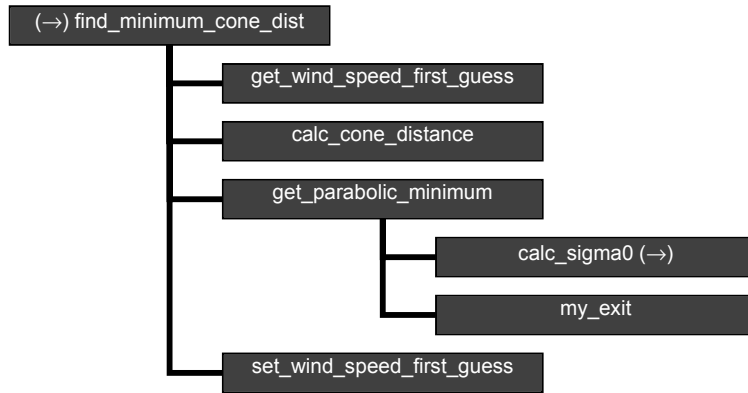 (→) find_minimum_cone_dist
get_wind_speed_first_guess
calc_cone_distance
get_parabolic_minimum
calc_sigma0 (→)
my_exit
set_wind_speed_first_guess